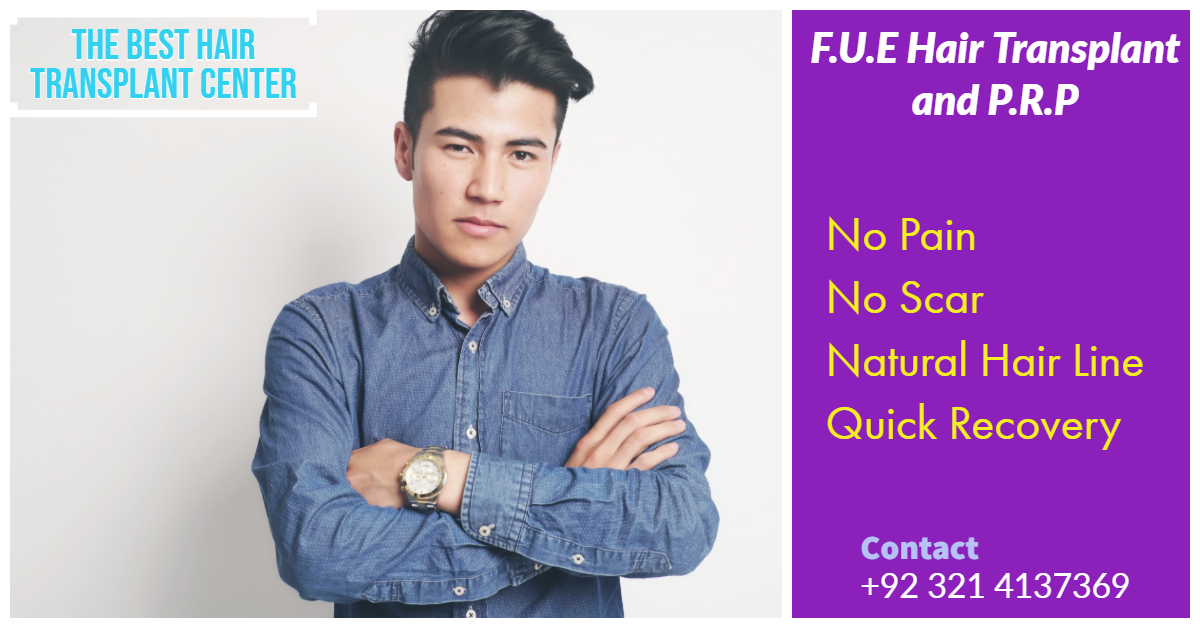 THE BEST HAIR
TRANSPLANT CENTER
F.U.E Hair Transplant
and P.R.P
No Pain
No Scar
Natural Hair Line
Quick Recovery
Contact
+92 321 4137369